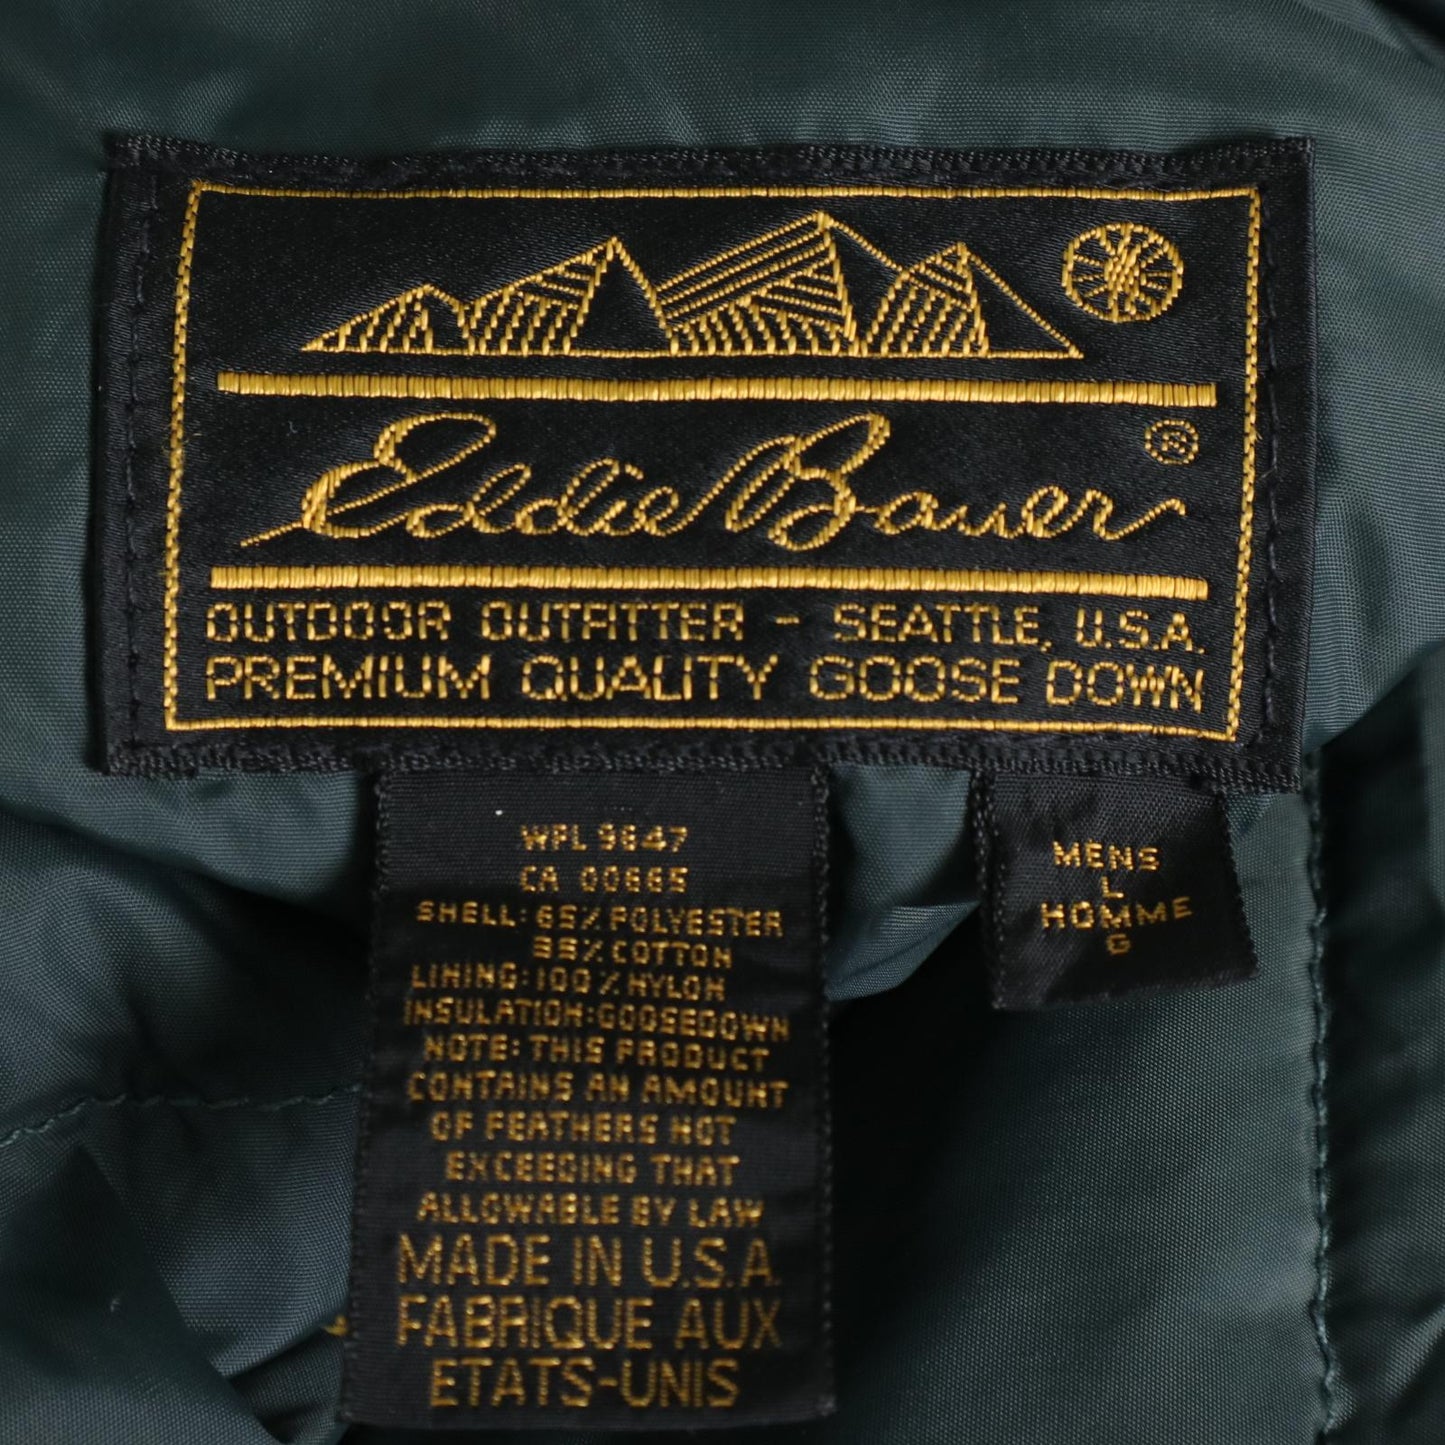 Eddie Bauer®
OUTDOOR OUTFITTER - SEATTLE, U.S.A.
PREMIUM QUALITY GOOSE DOWN
WPL 9647
CA 00665
SHELL: 65% POLYESTER
35% COTTON
LINING: 100% NYLON
INSULATION: GOOSEDOWN
NOTE: THIS PRODUCT
CONTAINS AN AMOUNT
OF FEATHERS NOT
EXCEEDING THAT
ALLOWABLE BY LAW
MADE IN U.S.A.
FABRIQUE AUX
ETATS-UNIS
MENS
L
HOMME
G